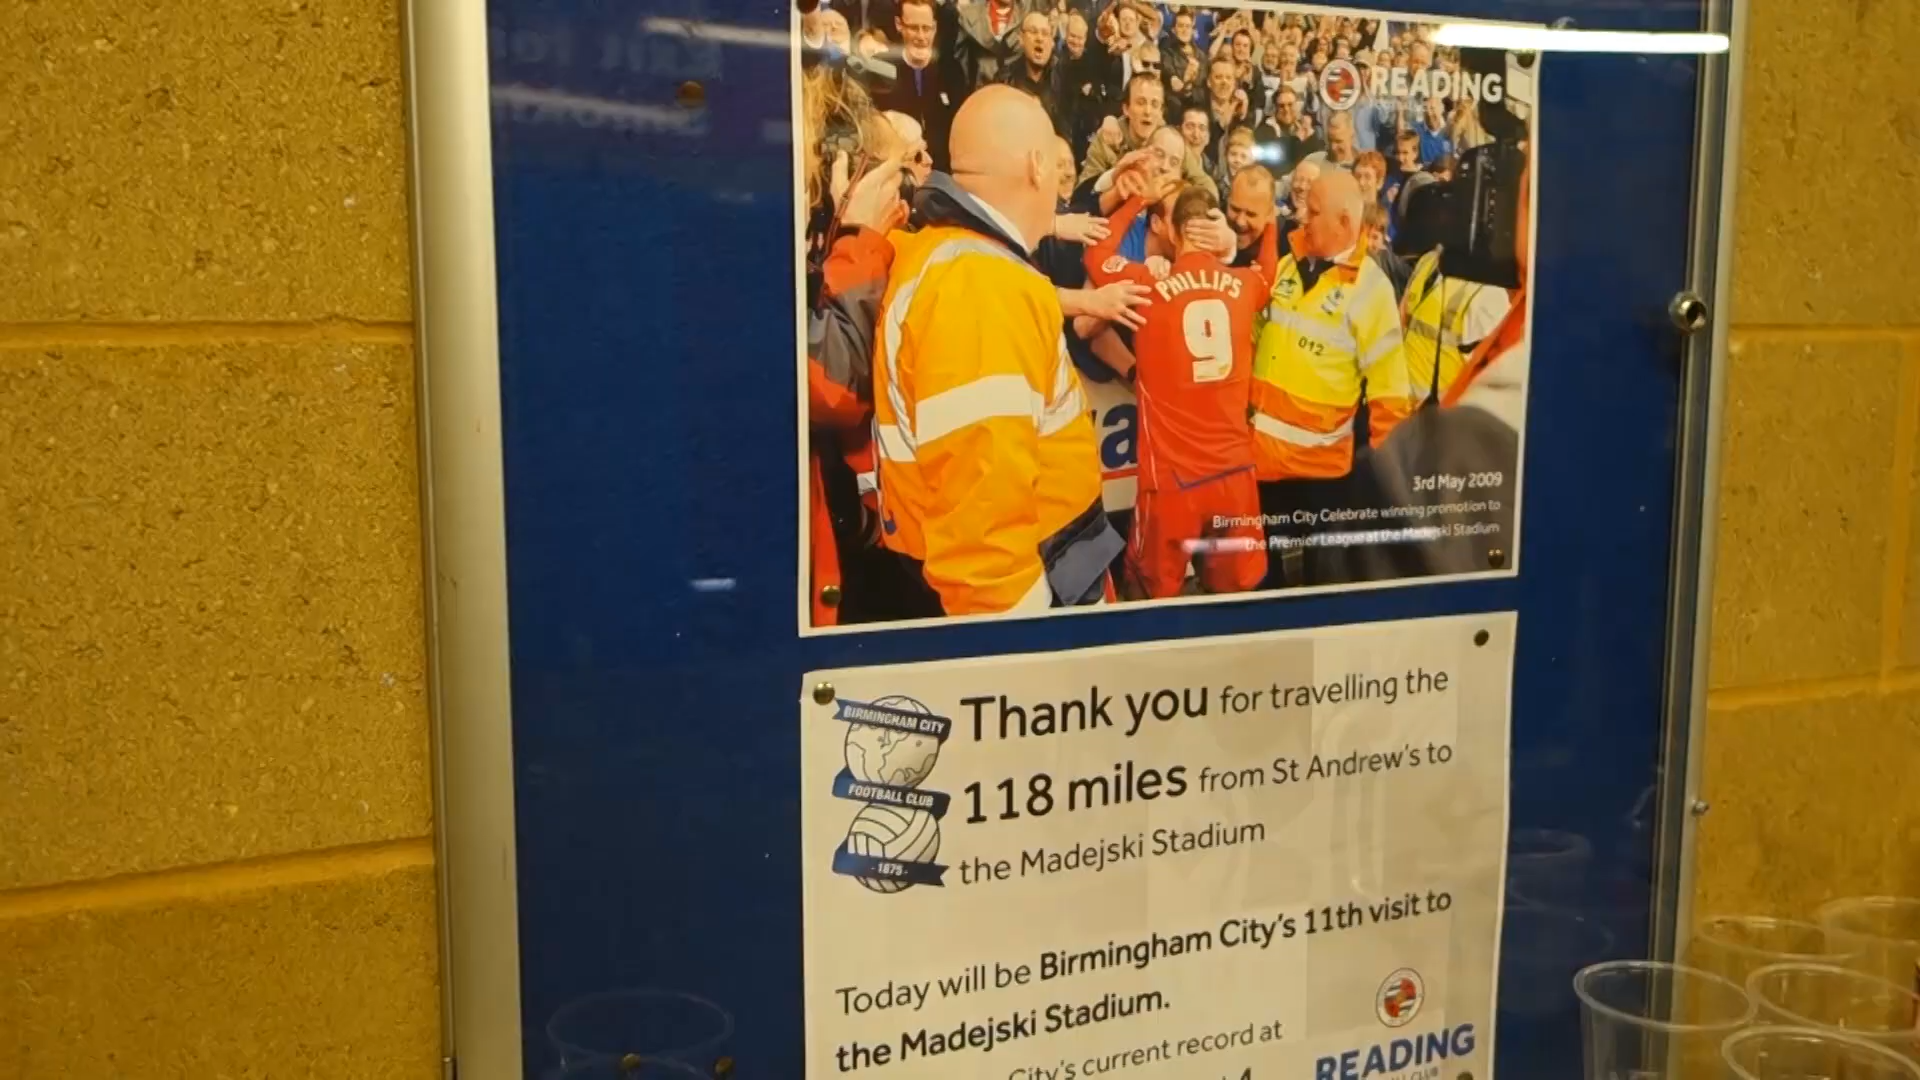 READING
PHILLIPS
9
012
a
3rd May 2009
Birmingham City Celebrate winning promotion to
the Premier League at the Madejski Stadium
BIRMINGHAM CITY
FOOTBALL CLUB
· 1875 ·
Thank you for travelling the
118 miles from St Andrew's to
the Madejski Stadium
Today will be Birmingham City's 11th visit to
the Madejski Stadium.
City's current record at
4
READING